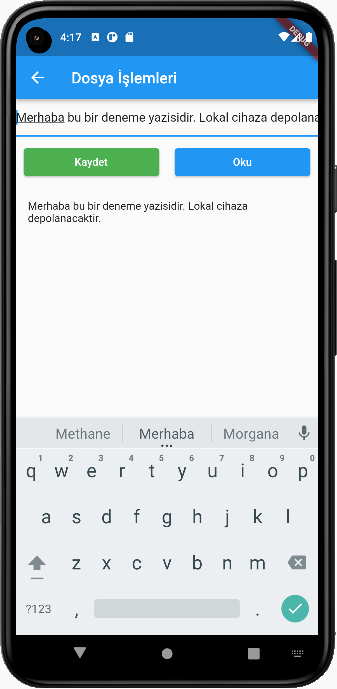 4:17
DEBUG
Dosya İşlemleri
Merhaba bu bir deneme yazisidir. Lokal cihaza depolana
Kaydet
Oku
Merhaba bu bir deneme yazisidir. Lokal cihaza
depolanacaktir.
Methane Merhaba Morgana
1 2 3 4 5 6 7 8 9 0
q w e r t y u i o p
a s d f g h j k l
z x c v b n m
?123 , .